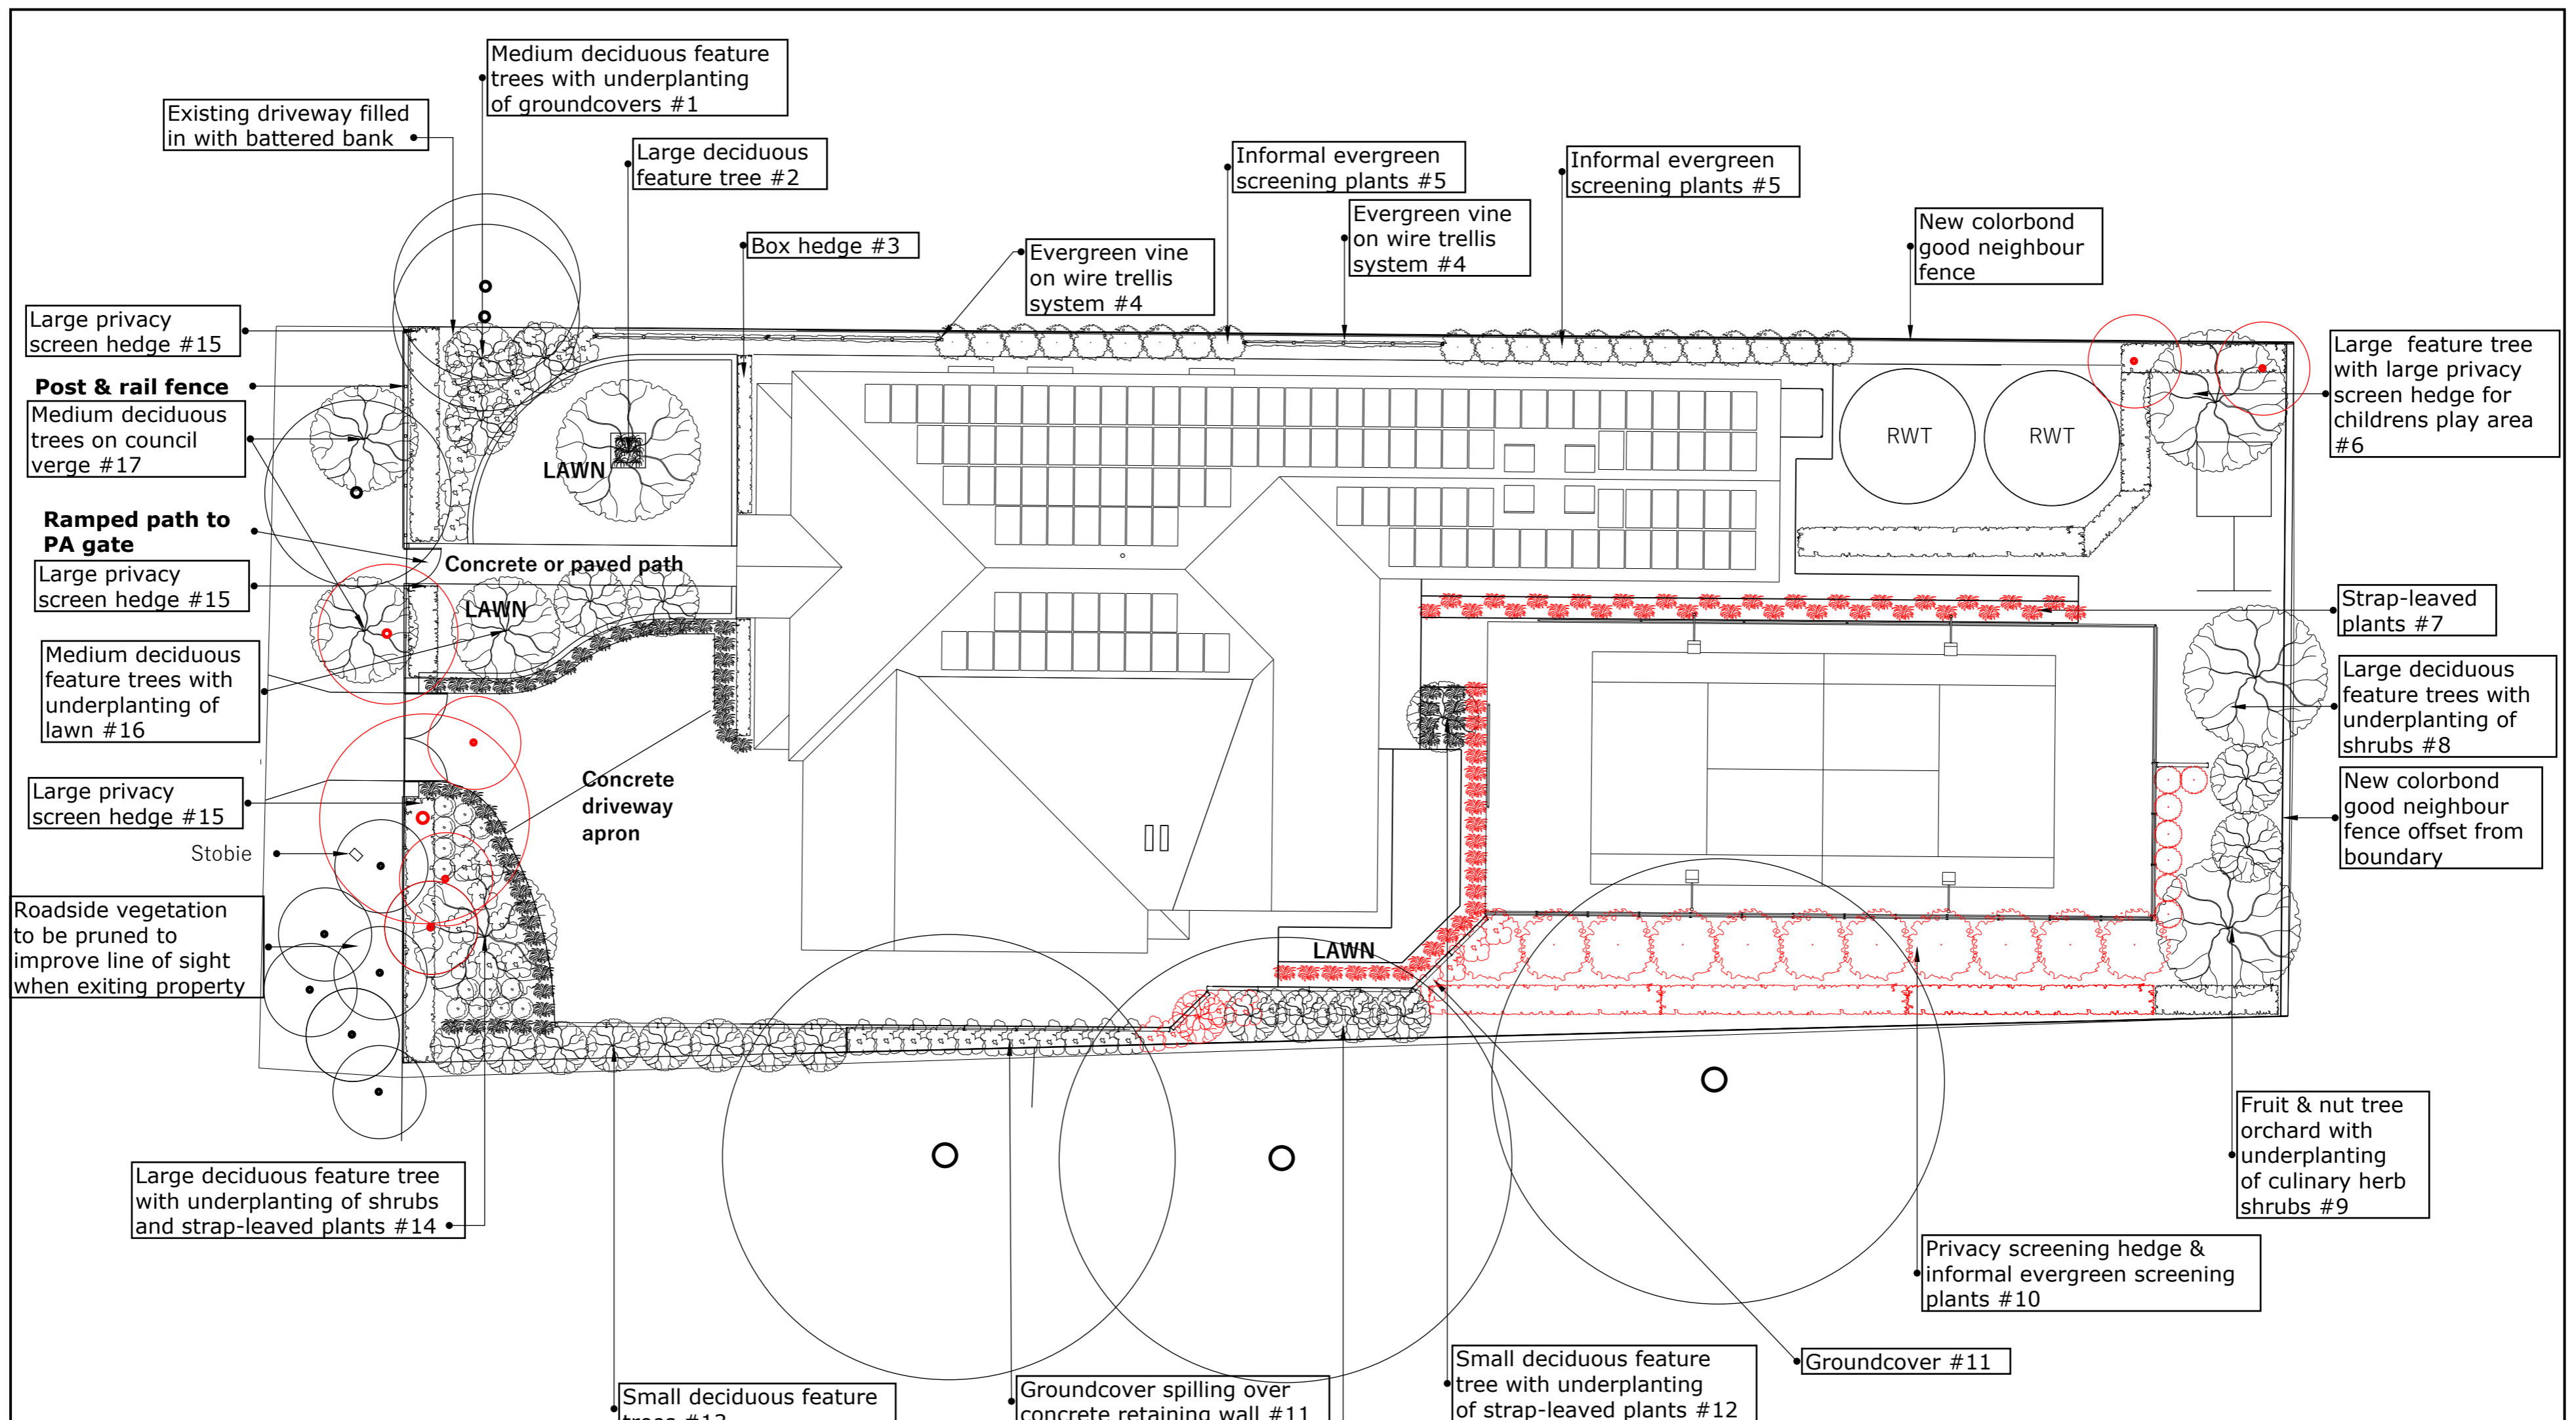 Medium deciduous feature
trees with underplanting
of groundcovers #1
Existing driveway filled
in with battered bank
Large deciduous
feature tree #2
Informal evergreen
screening plants #5
Informal evergreen
screening plants #5
Evergreen vine
on wire trellis
system #4
New colorbond
good neighbour
fence
Box hedge #3
Evergreen vine
on wire trellis
system #4
Large privacy
screen hedge #15
Large feature tree
with large privacy
screen hedge for
childrens play area
#6
Post & rail fence
Medium deciduous
trees on council
verge #17
RWT
RWT
LAWN
Ramped path to
PA gate
Concrete or paved path
Large privacy
screen hedge #15
LAWN
Strap-leaved
plants #7
Medium deciduous
feature trees with
underplanting of
lawn #16
Large deciduous
feature trees with
underplanting of
shrubs #8
Concrete
driveway
apron
Large privacy
screen hedge #15
New colorbond
good neighbour
fence offset from
boundary
Stobie
Roadside vegetation
to be pruned to
improve line of sight
when exiting property
LAWN
Fruit & nut tree
orchard with
underplanting
of culinary herb
shrubs #9
Large deciduous feature tree
with underplanting of shrubs
and strap-leaved plants #14
Privacy screening hedge &
informal evergreen screening
plants #10
Groundcover #11
Small deciduous feature
tree with underplanting
of strap-leaved plants #12
Groundcover spilling over
concrete retaining wall #11
Small deciduous feature
trees #13